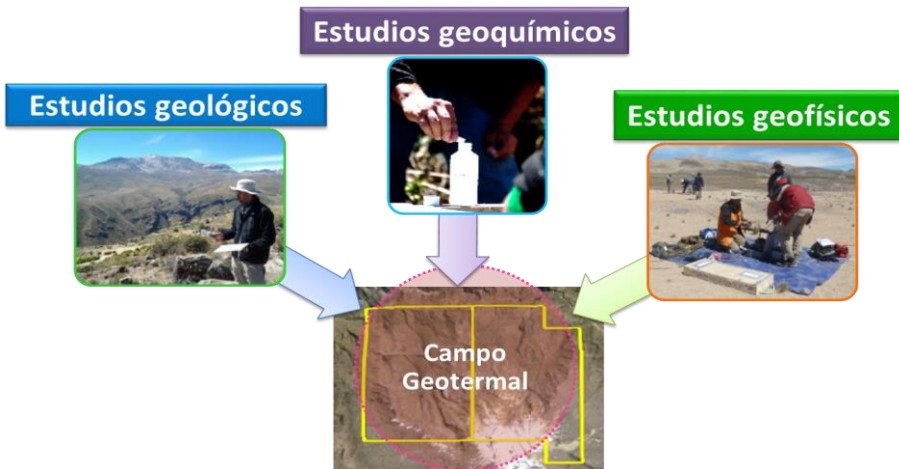 Estudios geoquímicos
Estudios geológicos
Estudios geofísicos
Campo
Geotermal